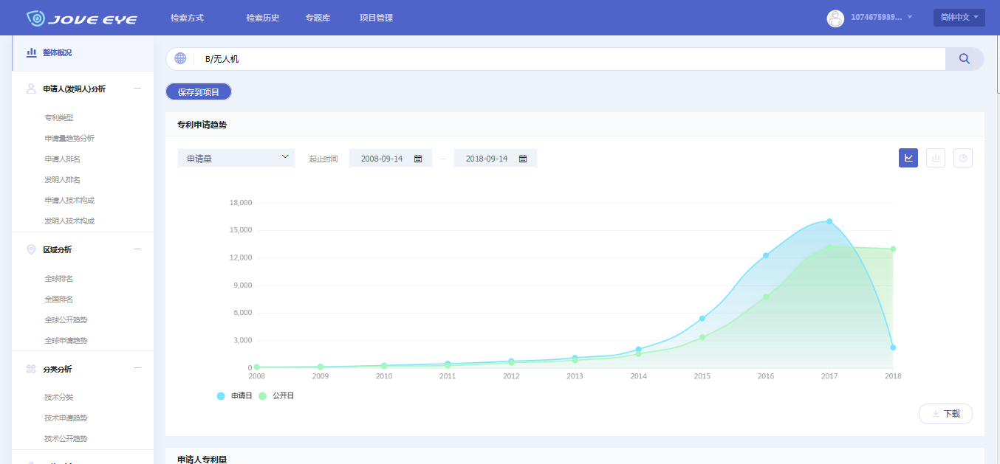 JOVE EYE 检索方式 检索历史 专题库 项目管理 1074675989... 简体中文
整体概况
申请人(发明人)分析
专利类型
申请量趋势分析
申请人排名
发明人排名
申请人技术构成
发明人技术构成
区域分析
全球排名
全国排名
全球公开趋势
全球申请趋势
分类分析
技术分类
技术申请趋势
技术公开趋势
B/无人机
保存到项目
专利申请趋势
申请量 起止时间 2008-09-14 — 2018-09-14
18,000
15,000
12,000
9,000
6,000
3,000
0
2008 2009 2010 2011 2012 2013 2014 2015 2016 2017 2018
申请日 公开日
下载
申请人专利量